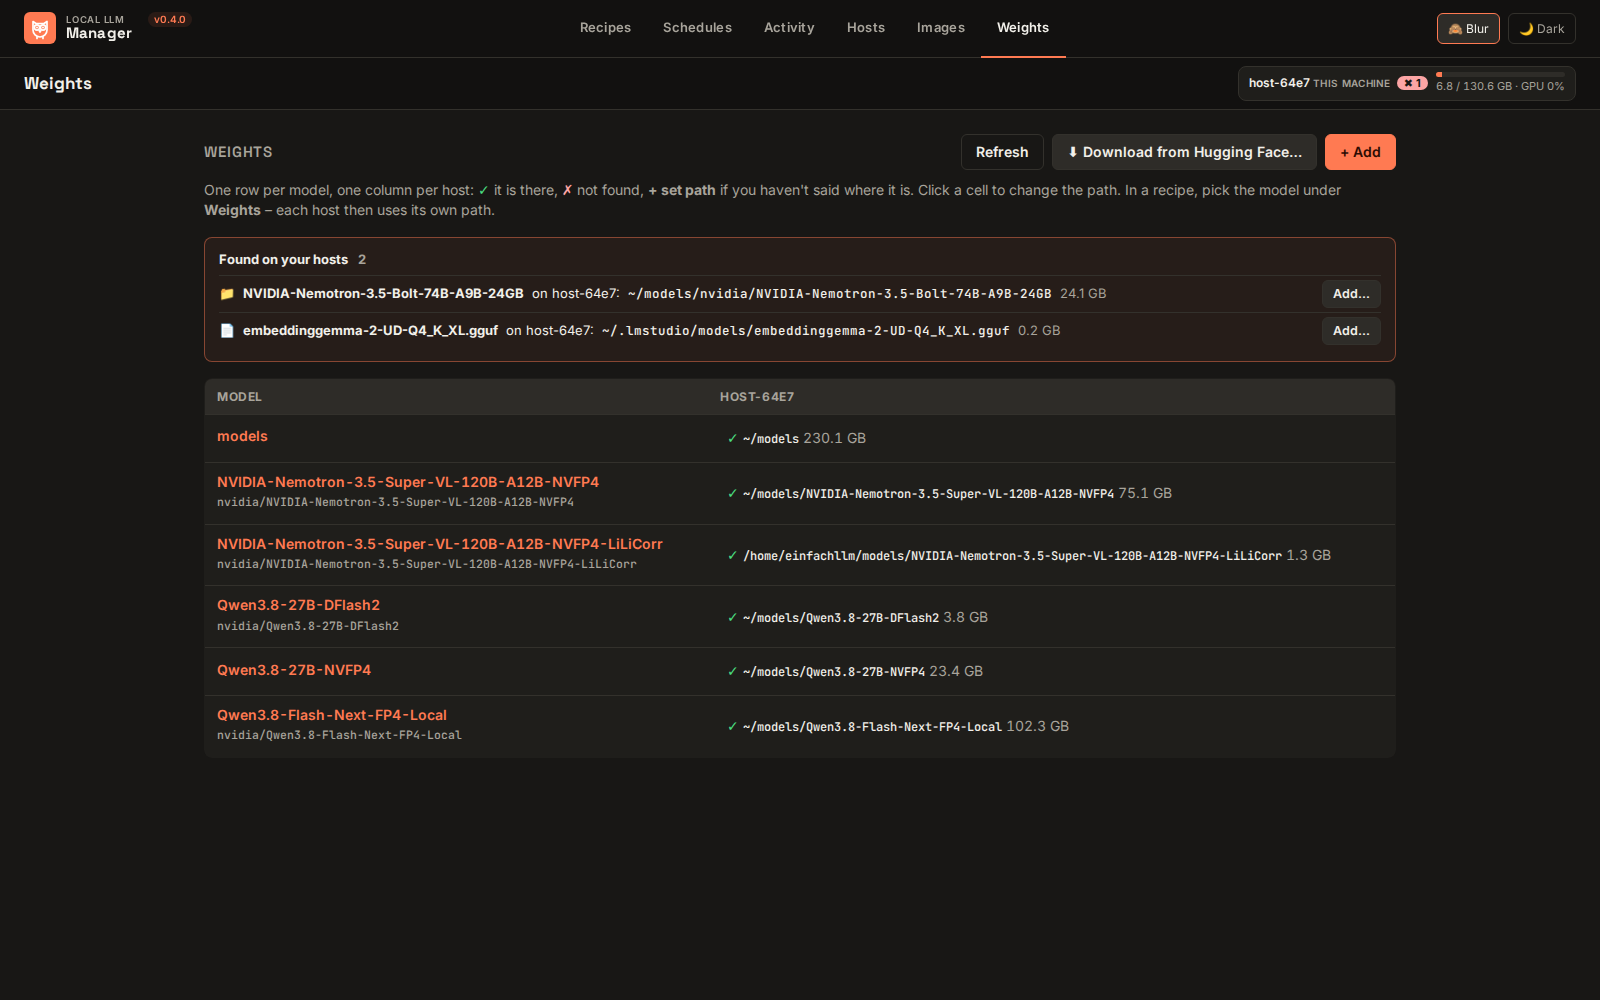 LOCAL LLM
Manager
v0.4.0
Recipes
Schedules
Activity
Hosts
Images
Weights
🙈 Blur
🌙 Dark
Weights
host-64e7 THIS MACHINE ✖ 1
6.8 / 130.6 GB · GPU 0%
WEIGHTS
Refresh
⬇ Download from Hugging Face...
+ Add
One row per model, one column per host: ✓ it is there, ✗ not found, + set path if you haven't said where it is. Click a cell to change the path. In a recipe, pick the model under
Weights – each host then uses its own path.
Found on your hosts 2
📁 NVIDIA-Nemotron-3.5-Bolt-74B-A9B-24GB on host-64e7: ~/models/nvidia/NVIDIA-Nemotron-3.5-Bolt-74B-A9B-24GB 24.1 GB
Add...
📄 embeddinggemma-2-UD-Q4_K_XL.gguf on host-64e7: ~/.lmstudio/models/embeddinggemma-2-UD-Q4_K_XL.gguf 0.2 GB
Add...
MODEL
HOST-64E7
models
✓ ~/models 230.1 GB
NVIDIA-Nemotron-3.5-Super-VL-120B-A12B-NVFP4
nvidia/NVIDIA-Nemotron-3.5-Super-VL-120B-A12B-NVFP4
✓ ~/models/NVIDIA-Nemotron-3.5-Super-VL-120B-A12B-NVFP4 75.1 GB
NVIDIA-Nemotron-3.5-Super-VL-120B-A12B-NVFP4-LiLiCorr
nvidia/NVIDIA-Nemotron-3.5-Super-VL-120B-A12B-NVFP4-LiLiCorr
✓ /home/einfachllm/models/NVIDIA-Nemotron-3.5-Super-VL-120B-A12B-NVFP4-LiLiCorr 1.3 GB
Qwen3.8-27B-DFlash2
nvidia/Qwen3.8-27B-DFlash2
✓ ~/models/Qwen3.8-27B-DFlash2 3.8 GB
Qwen3.8-27B-NVFP4
✓ ~/models/Qwen3.8-27B-NVFP4 23.4 GB
Qwen3.8-Flash-Next-FP4-Local
nvidia/Qwen3.8-Flash-Next-FP4-Local
✓ ~/models/Qwen3.8-Flash-Next-FP4-Local 102.3 GB